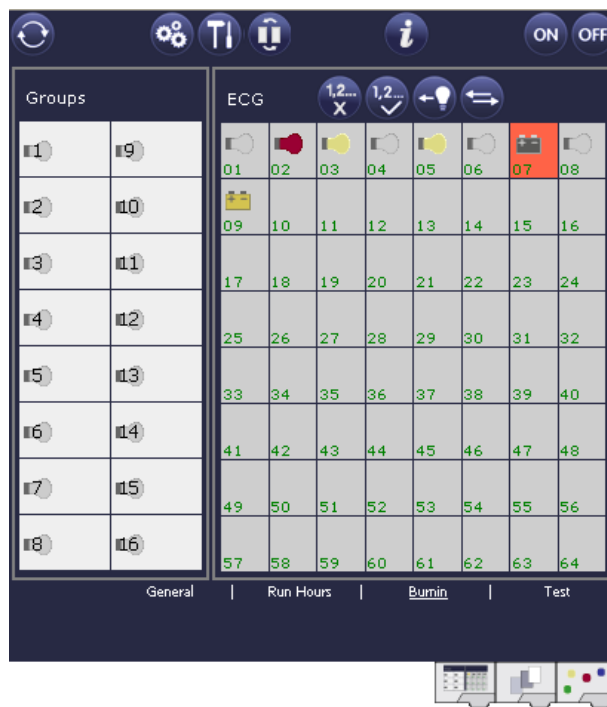 ON OFF
Groups
ECG
1,2...
X
1,2...
1 9
2 10
3 11
4 12
5 13
6 14
7 15
8 16
01 02 03 04 05 06 07 08
09 10 11 12 13 14 15 16
17 18 19 20 21 22 23 24
25 26 27 28 29 30 31 32
33 34 35 36 37 38 39 40
41 42 43 44 45 46 47 48
49 50 51 52 53 54 55 56
57 58 59 60 61 62 63 64
General | Run Hours | Burnin | Test